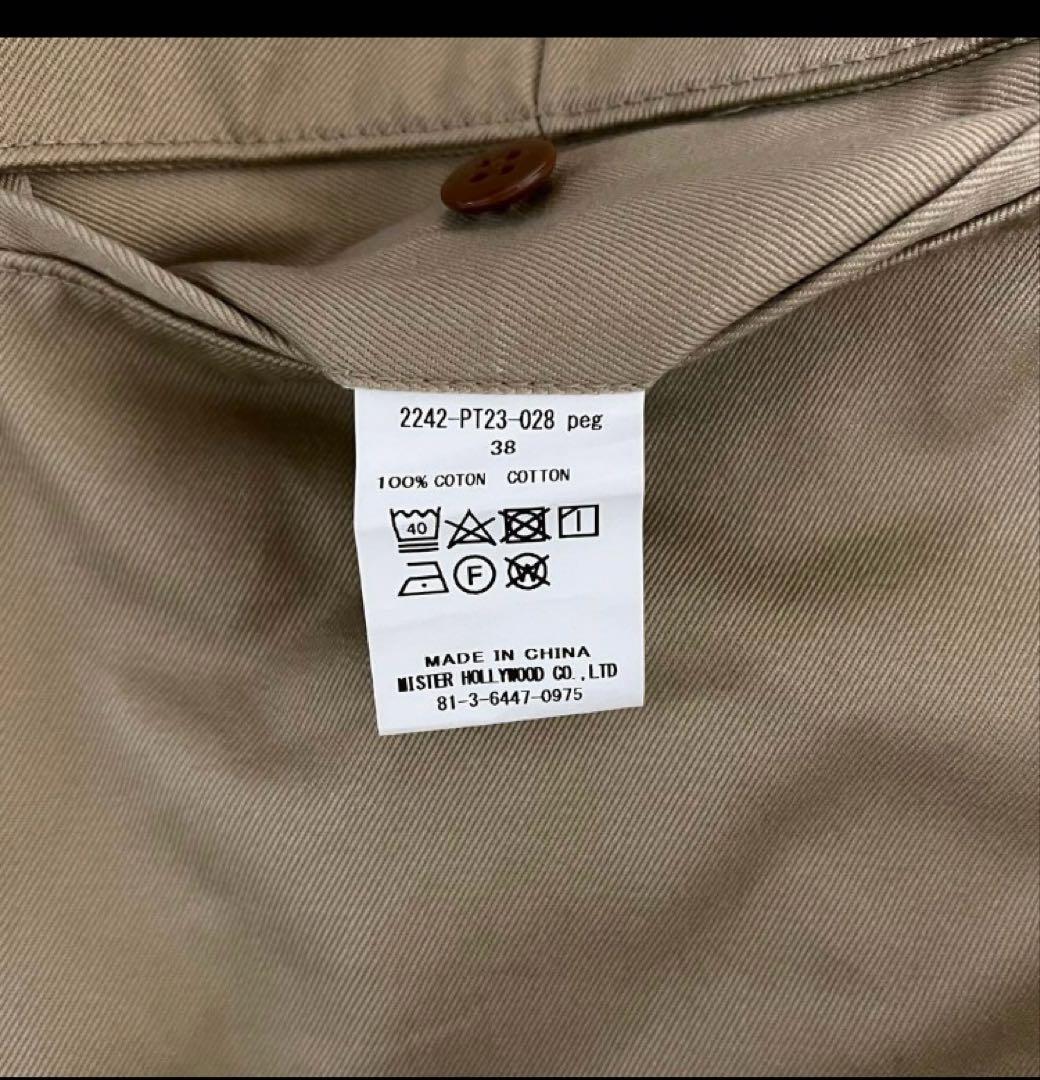 2242-PT23-028 peg
38
100% COTON COTTON
40
F W
MADE IN CHINA
MISTER HOLLYWOOD CO.,LTD
81-3-6447-0975